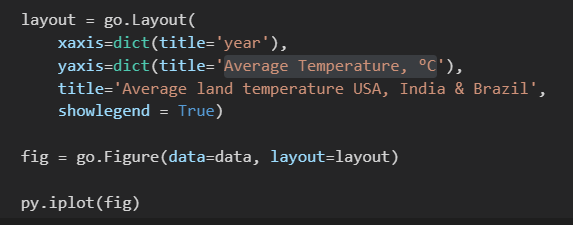 layout = go.Layout(
    xaxis=dict(title='year'),
    yaxis=dict(title='Average Temperature, ºC'),
    title='Average land temperature USA, India & Brazil',
    showlegend = True)
fig = go.Figure(data=data, layout=layout)
py.iplot(fig)